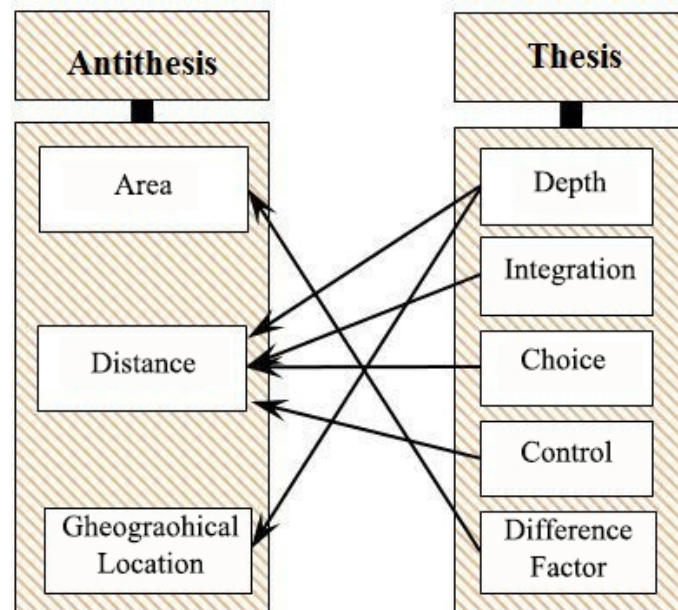 Antithesis
Area
Distance
Gheograohical
Location
Thesis
Depth
Integration
Choice
Control
Difference
Factor